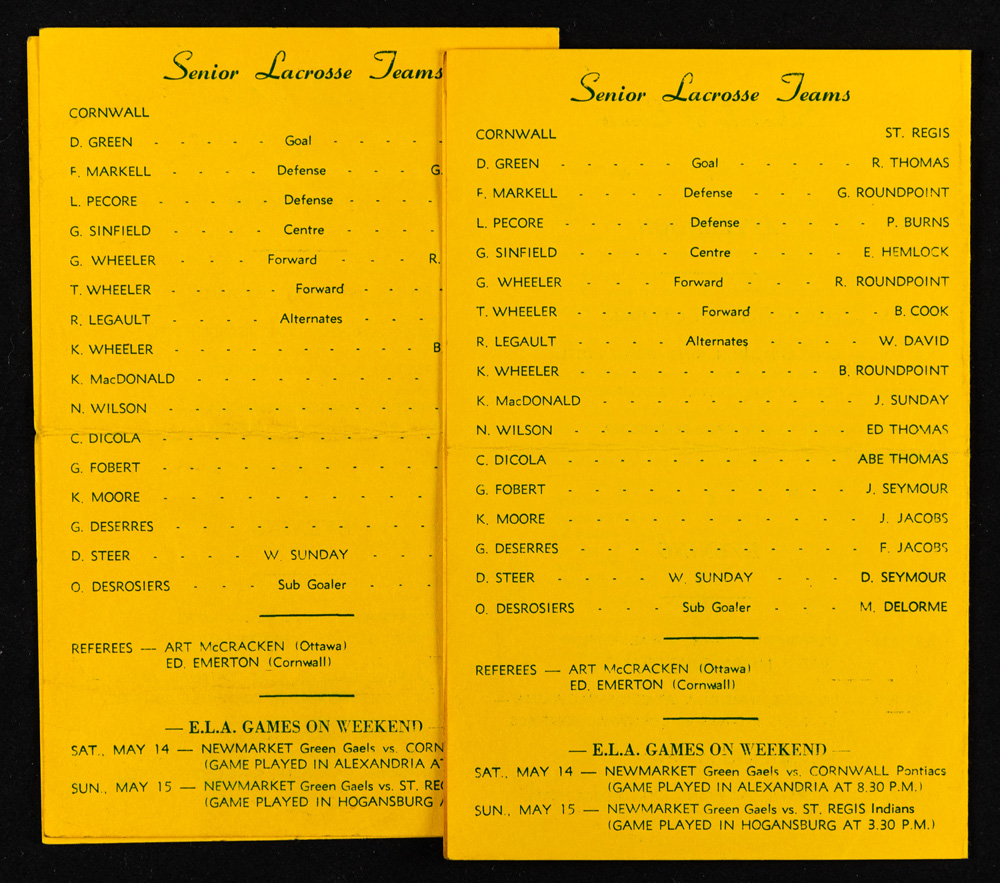 Senior Lacrosse Teams
CORNWALL
D. GREEN - - - - Goal - - - -
F. MARKELL - - - - Defense - - - G.
L. PECORE - - - - Defense - - - -
G. SINFIELD - - - - Centre - - - -
G. WHEELER - - - Forward - - - R.
T. WHEELER - - - - Forward - - -
R. LEGAULT - - - - Alternates - - -
K. WHEELER - - - - - - - - - - B
K. MacDONALD - - - - - - - - -
N. WILSON - - - - - - - - - - -
C. DICOLA - - - - - - - - - - -
G. FOBERT - - - - - - - - - - -
K. MOORE - - - - - - - - - - -
G. DESERRES - - - - - - - - - -
D. STEER - - - - W. SUNDAY - - -
O. DESROSIERS - - - Sub Goaler - - -
REFEREES — ART McCRACKEN (Ottawa)
ED. EMERTON (Cornwall)
— E.L.A. GAMES ON WEEKEND —
SAT., MAY 14 — NEWMARKET Green Gaels vs. CORN
(GAME PLAYED IN ALEXANDRIA AT
SUN., MAY 15 — NEWMARKET Green Gaels vs. ST. REG
(GAME PLAYED IN HOGANSBURG A
Senior Lacrosse Teams
CORNWALL ST. REGIS
D. GREEN - - - - Goal - - - - R. THOMAS
F. MARKELL - - - - Defense - - - G. ROUNDPOINT
L. PECORE - - - - Defense - - - - P. BURNS
G. SINFIELD - - - - Centre - - - - E. HEMLOCK
G. WHEELER - - - Forward - - - R. ROUNDPOINT
T. WHEELER - - - - Forward - - - - - B. COOK
R. LEGAULT - - - - Alternates - - - - W. DAVID
K. WHEELER - - - - - - - - - - B. ROUNDPOINT
K. MacDONALD - - - - - - - - - - J. SUNDAY
N. WILSON - - - - - - - - - - - ED THOMAS
C. DICOLA - - - - - - - - - - - ABE THOMAS
G. FOBERT - - - - - - - - - - - J. SEYMOUR
K. MOORE - - - - - - - - - - - J. JACOBS
G. DESERRES - - - - - - - - - - F. JACOBS
D. STEER - - - - W. SUNDAY - - - D. SEYMOUR
O. DESROSIERS - - - Sub Goaler - - - M. DELORME
REFEREES — ART McCRACKEN (Ottawa)
ED. EMERTON (Cornwall)
— E.L.A. GAMES ON WEEKEND —
SAT., MAY 14 — NEWMARKET Green Gaels vs. CORNWALL Pontiacs
(GAME PLAYED IN ALEXANDRIA AT 8.30 P.M.)
SUN., MAY 15 — NEWMARKET Green Gaels vs. ST. REGIS Indians
(GAME PLAYED IN HOGANSBURG AT 3.30 P.M.)